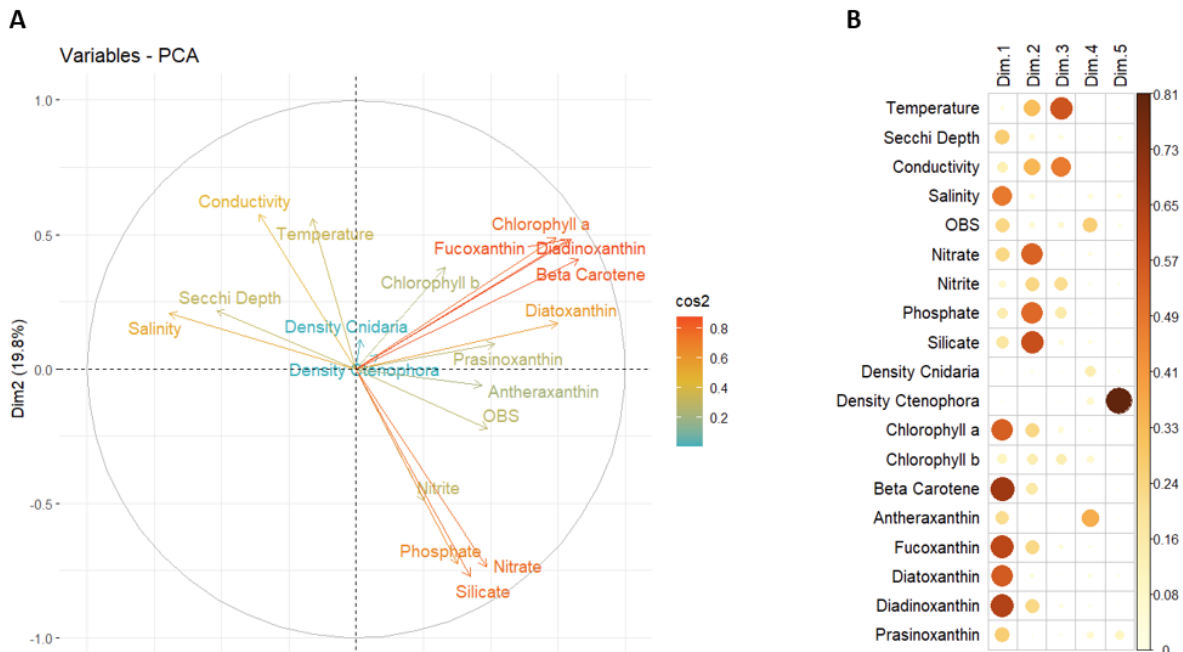 A
Variables - PCA
1.0
0.5
0.0
-0.5
-1.0
Dim2 (19.8%)
Conductivity
Temperature
Chlorophyll a
Fucoxanthin
Diadinoxanthin
Beta Carotene
Chlorophyll b
Secchi Depth
Salinity
Density Cnidaria
Diatoxanthin
Prasinoxanthin
Density Ctenophora
Antheraxanthin
OBS
Nitrite
Phosphate
Nitrate
Silicate
cos2
0.8
0.6
0.4
0.2
B
Dim.1 Dim.2 Dim.3 Dim.4 Dim.5
Temperature
Secchi Depth
Conductivity
Salinity
OBS
Nitrate
Nitrite
Phosphate
Silicate
Density Cnidaria
Density Ctenophora
Chlorophyll a
Chlorophyll b
Beta Carotene
Antheraxanthin
Fucoxanthin
Diatoxanthin
Diadinoxanthin
Prasinoxanthin
0.81
0.73
0.65
0.57
0.49
0.41
0.33
0.24
0.16
0.08
0